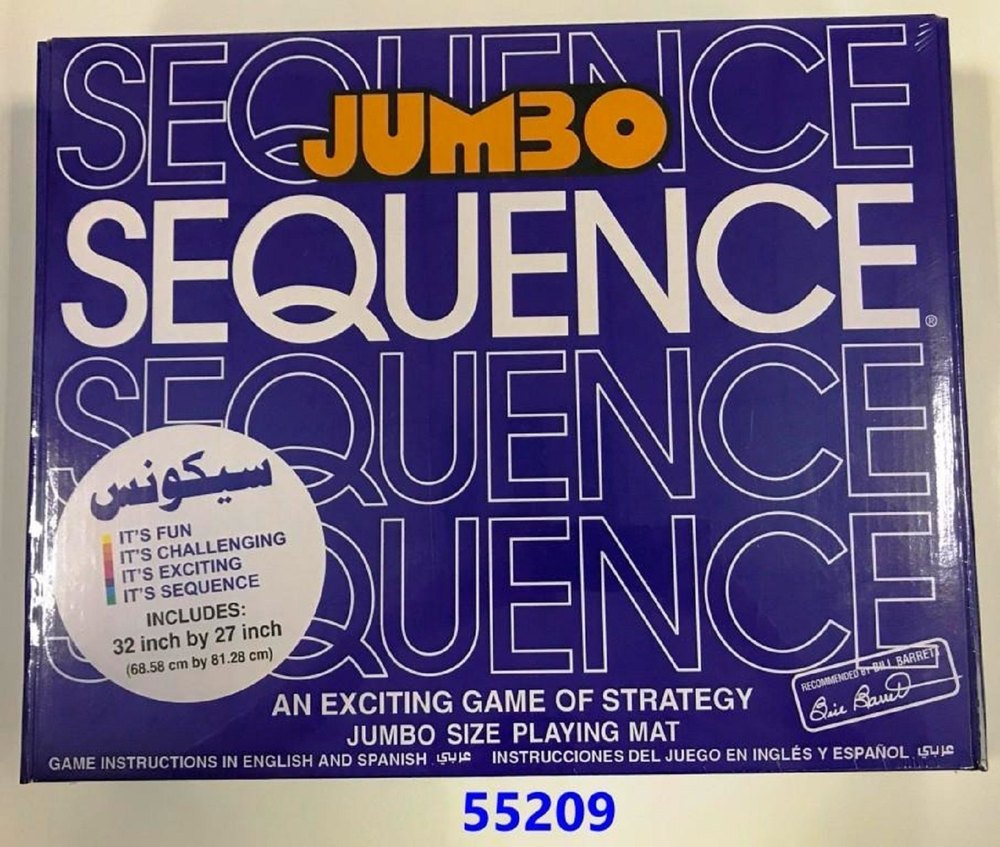 SEQUENCE
JUMBO
SEQUENCE®
SEQUENCE
SEQUENCE
سيكونس
IT'S FUN
IT'S CHALLENGING
IT'S EXCITING
IT'S SEQUENCE
INCLUDES:
32 inch by 27 inch
(68.58 cm by 81.28 cm)
RECOMMENDED BY BILL BARRETT
Bill Barrett
AN EXCITING GAME OF STRATEGY
JUMBO SIZE PLAYING MAT
GAME INSTRUCTIONS IN ENGLISH AND SPANISH عربي INSTRUCCIONES DEL JUEGO EN INGLÉS Y ESPAÑOL عربي
55209